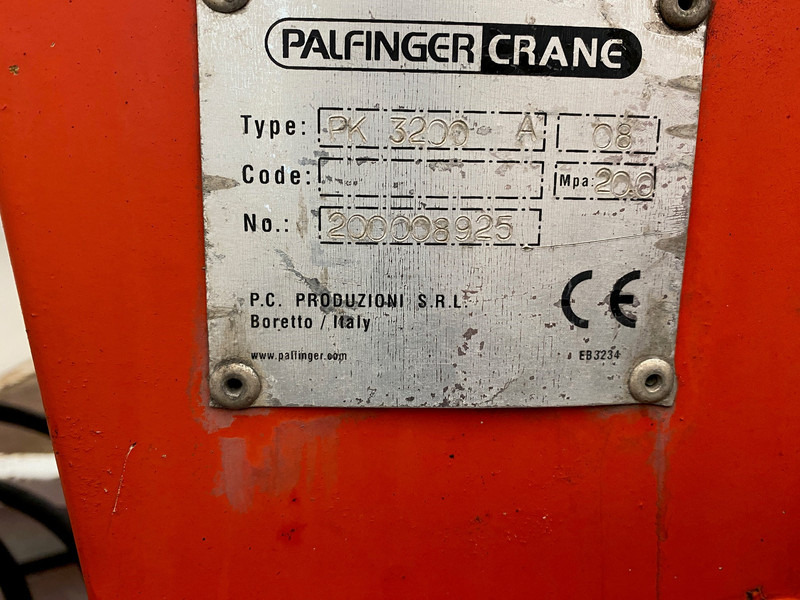 PALFINGER CRANE
Type: PK 3200 A 08
Code: Mpa: 20.0
No.: 200008925
P.C. PRODUZIONI S.R.L.
Boretto / Italy
CE
www.palfinger.com
EB3234